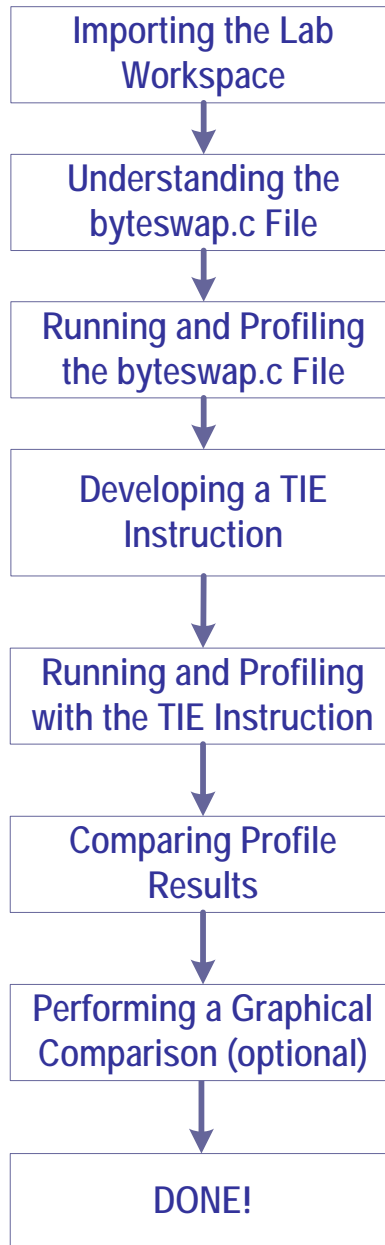 Importing the Lab
Workspace
Understanding the
byteswap.c File
Running and Profiling
the byteswap.c File
Developing a TIE
Instruction
Running and Profiling
with the TIE Instruction
Comparing Profile
Results
Performing a Graphical
Comparison (optional)
DONE!